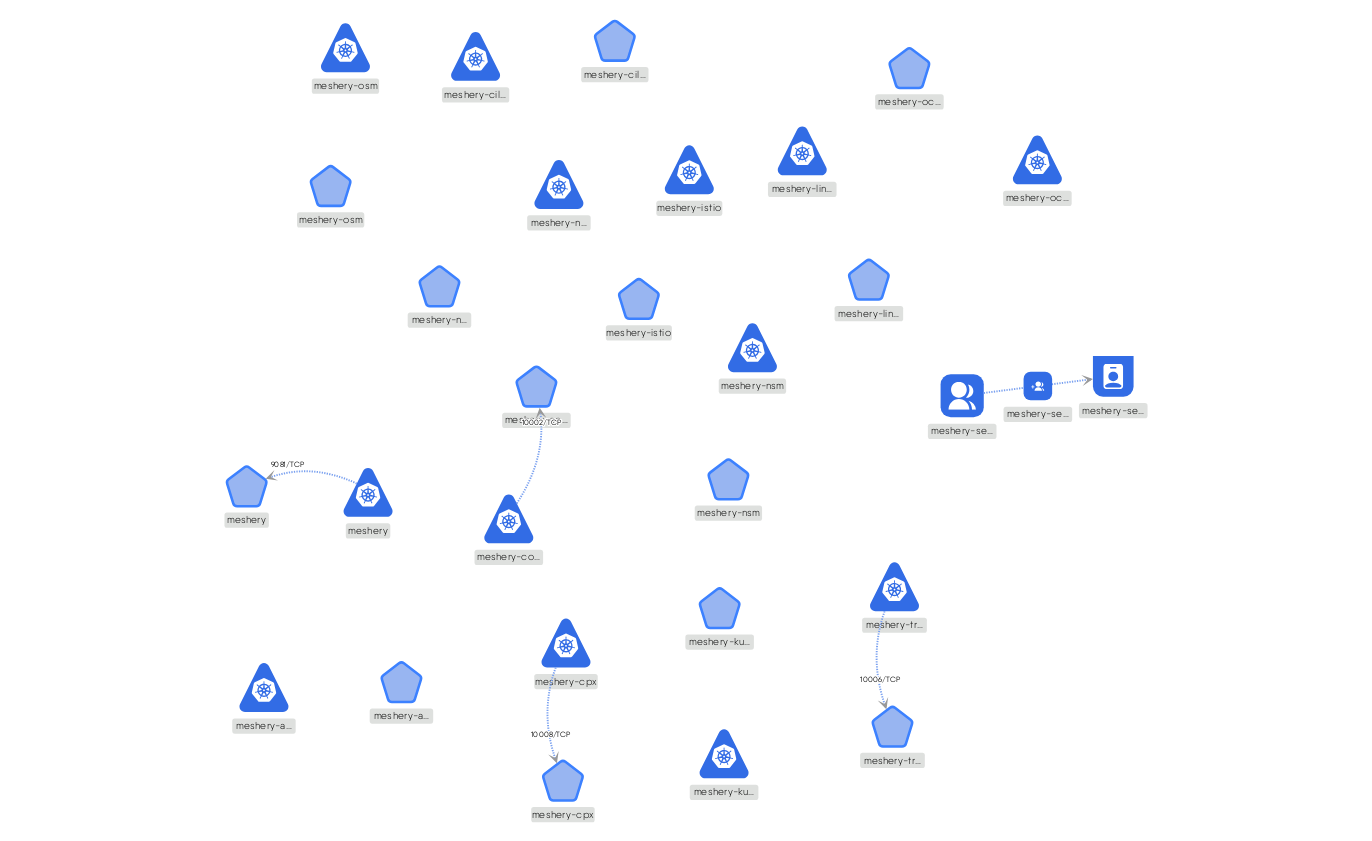 meshery-osm
meshery-cil...
meshery-cil...
meshery-oc...
meshery-osm
meshery-n...
meshery-istio
meshery-lin...
meshery-oc...
meshery-n...
meshery-istio
meshery-lin...
meshery-nsm
meshery-se...
meshery-se...
meshery-se...
10002/TCP
9081/TCP
meshery
meshery
meshery-co...
meshery-nsm
meshery-ku...
meshery-tr...
meshery-cpx
10006/TCP
meshery-a...
meshery-a...
10008/TCP
meshery-tr...
meshery-ku...
meshery-cpx